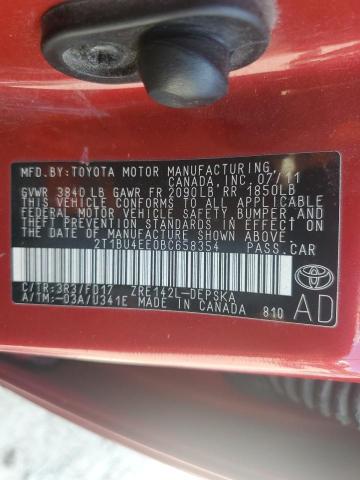 MFD.BY:TOYOTA MOTOR MANUFACTURING,
CANADA,INC.07/11
GVWR 3840LB GAWR FR 2090LB RR 1850LB
THIS VEHICLE CONFORMS TO ALL APPLICABLE
FEDERAL MOTOR VEHICLE SAFETY, BUMPER, AND
THEFT PREVENTION STANDARDS IN EFFECT ON
THE DATE OF MANUFACTURE SHOWN ABOVE.
2T1BU4EE0BC658354 PASS.CAR
C/TR:3R3/FD17 ZRE142L-DEPSKA
A/TM:-03A/U341E MADE IN CANADA 810
AD